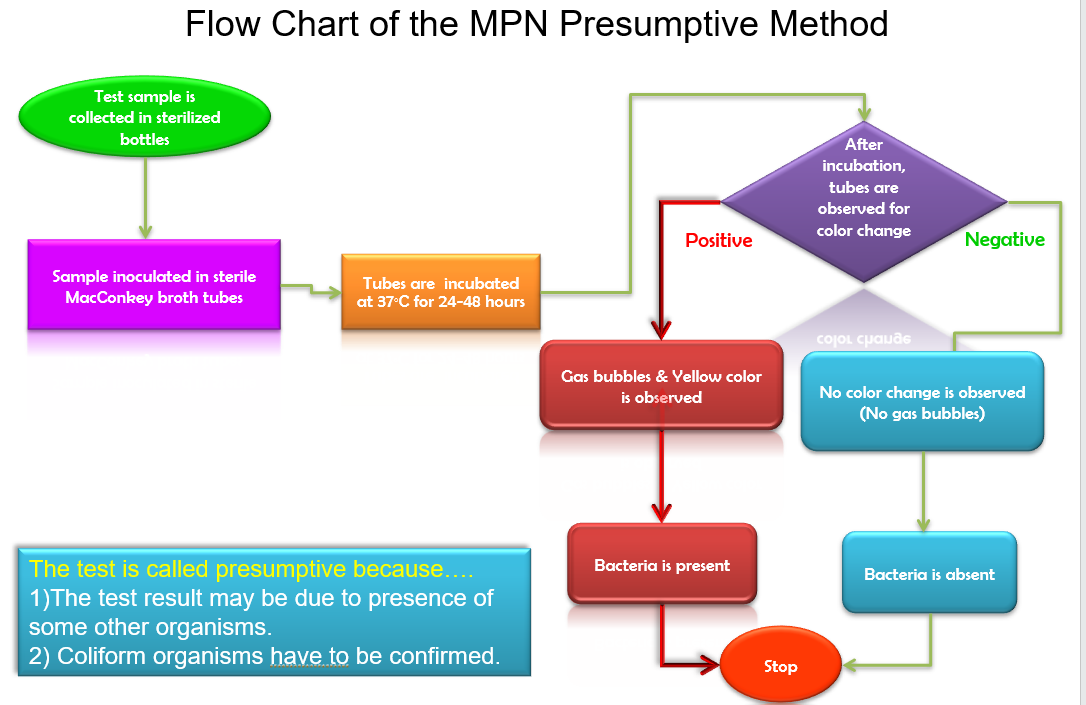 Flow Chart of the MPN Presumptive Method
Test sample is
collected in sterilized
bottles
Sample inoculated in sterile
MacConkey broth tubes
Tubes are incubated
at 37°C for 24-48 hours
After
incubation,
tubes are
observed for
color change
Positive
Negative
color change
Gas bubbles & Yellow color
is observed
No color change is observed
(No gas bubbles)
Bacteria is present
Bacteria is absent
Stop
The test is called presumptive because….
1)The test result may be due to presence of
some other organisms.
2) Coliform organisms have to be confirmed.